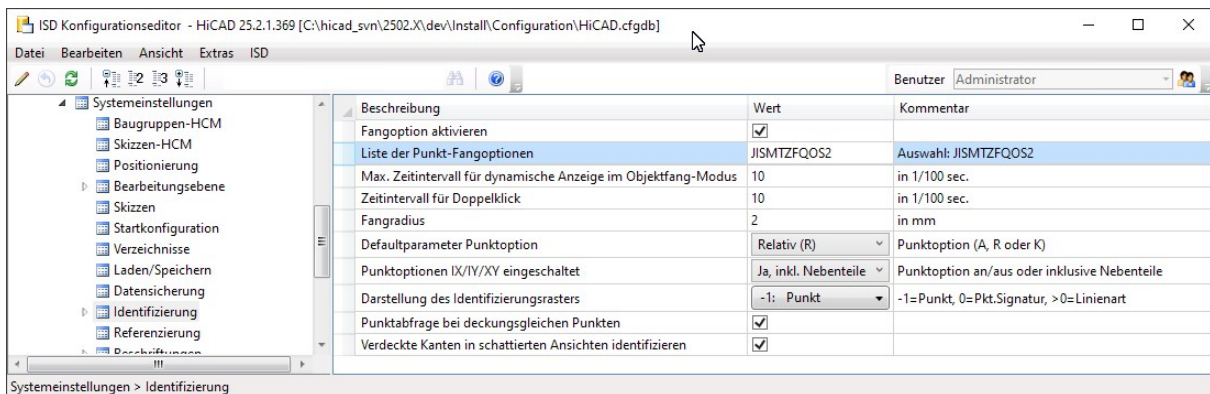 ISD Konfigurationseditor - HiCAD 25.2.1.369 [C:\hicad_svn\2502.X\dev\Install\Configuration\HiCAD.cfgdb]
Datei Bearbeiten Ansicht Extras ISD
Benutzer Administrator
Systemeinstellungen
Baugruppen-HCM
Skizzen-HCM
Positionierung
Bearbeitungsebene
Skizzen
Startkonfiguration
Verzeichnisse
Laden/Speichern
Datensicherung
Identifizierung
Referenzierung
Beschriftungen
Beschreibung Wert Kommentar
Fangoption aktivieren
Liste der Punkt-Fangoptionen JISMTZFQOS2 Auswahl: JISMTZFQOS2
Max. Zeitintervall für dynamische Anzeige im Objektfang-Modus 10 in 1/100 sec.
Zeitintervall für Doppelklick 10 in 1/100 sec.
Fangradius 2 in mm
Defaultparameter Punktoption Relativ (R) Punktoption (A, R oder K)
Punktoptionen IX/IY/XY eingeschaltet Ja, inkl. Nebenteile Punktoption an/aus oder inklusive Nebenteile
Darstellung des Identifizierungsrasters -1: Punkt -1=Punkt, 0=Pkt.Signatur, >0=Linienart
Punktabfrage bei deckungsgleichen Punkten
Verdeckte Kanten in schattierten Ansichten identifizieren
Systemeinstellungen > Identifizierung